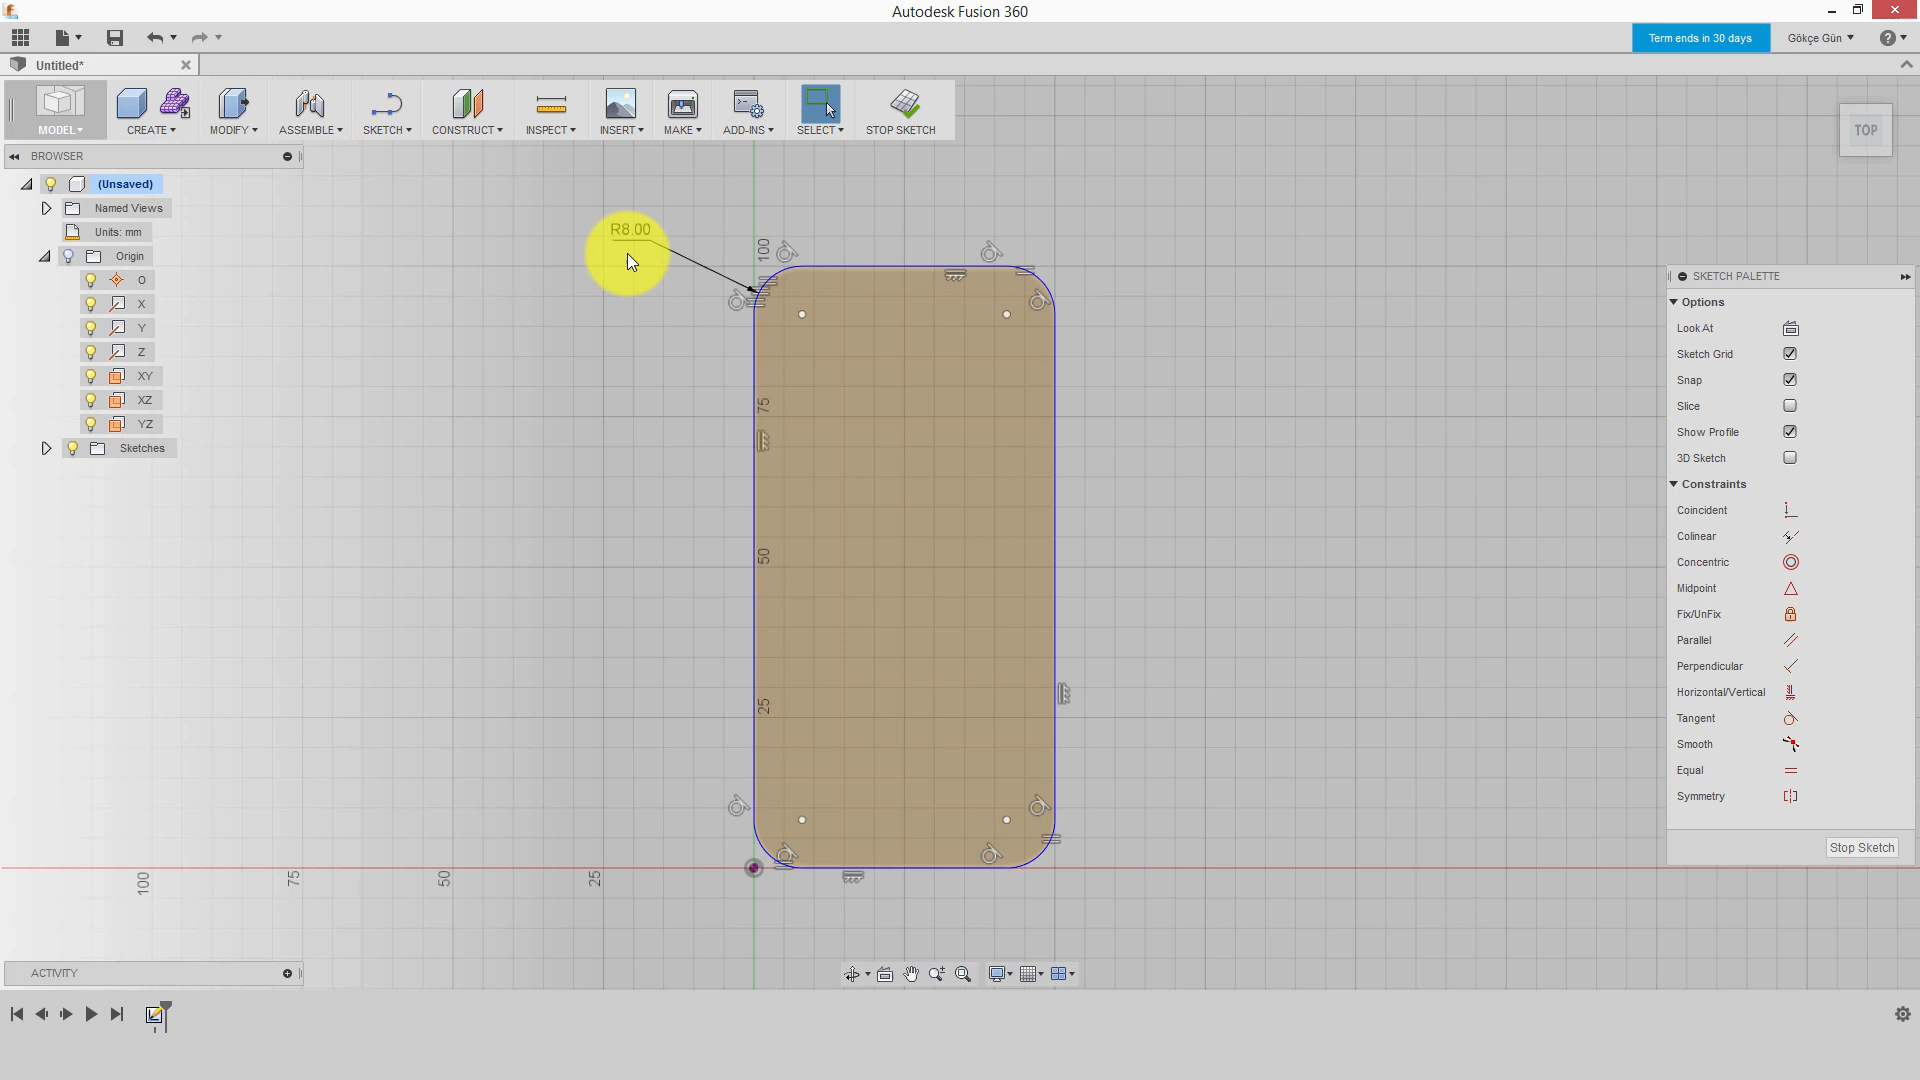 Autodesk Fusion 360
Term ends in 30 days
Gökçe Gün
Untitled*
MODEL
CREATE
MODIFY
ASSEMBLE
SKETCH
CONSTRUCT
INSPECT
INSERT
MAKE
ADD-INS
SELECT
STOP SKETCH
TOP
BROWSER
(Unsaved)
Named Views
Units: mm
Origin
O
X
Y
Z
XY
XZ
YZ
Sketches
R8.00
100
75
50
25
100
75
50
25
SKETCH PALETTE
Options
Look At
Sketch Grid
Snap
Slice
Show Profile
3D Sketch
Constraints
Coincident
Colinear
Concentric
Midpoint
Fix/UnFix
Parallel
Perpendicular
Horizontal/Vertical
Tangent
Smooth
Equal
Symmetry
Stop Sketch
ACTIVITY